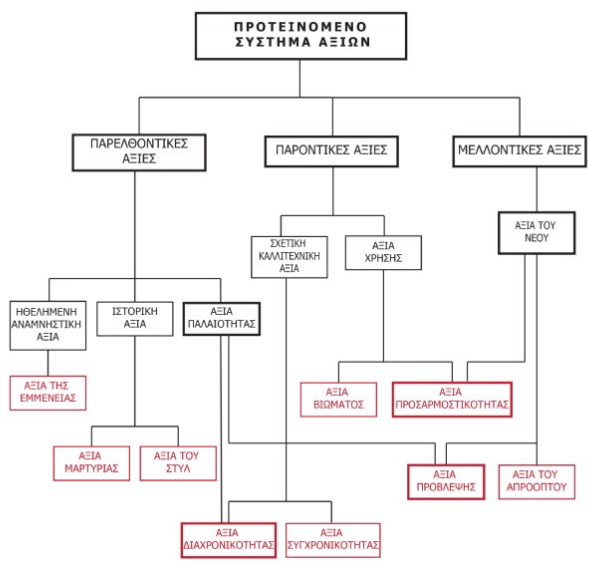 ΠΡΟΤΕΙΝΟΜΕΝΟ
ΣΥΣΤΗΜΑ ΑΞΙΩΝ
ΠΑΡΕΛΘΟΝΤΙΚΕΣ
ΑΞΙΕΣ
ΠΑΡΟΝΤΙΚΕΣ ΑΞΙΕΣ
ΜΕΛΛΟΝΤΙΚΕΣ ΑΞΙΕΣ
ΑΞΙΑ ΤΟΥ
ΝΕΟΥ
ΣΧΕΤΙΚΗ
ΚΑΛΛΙΤΕΧΝΙΚΗ
ΑΞΙΑ
ΑΞΙΑ
ΧΡΗΣΗΣ
ΗΘΕΛΗΜΕΝΗ
ΑΝΑΜΝΗΣΤΙΚΗ
ΑΞΙΑ
ΙΣΤΟΡΙΚΗ
ΑΞΙΑ
ΑΞΙΑ
ΠΑΛΑΙΟΤΗΤΑΣ
ΑΞΙΑ ΤΗΣ
ΕΜΜΕΝΕΙΑΣ
ΑΞΙΑ
ΒΙΩΜΑΤΟΣ
ΑΞΙΑ
ΠΡΟΣΑΡΜΟΣΤΙΚΟΤΗΤΑΣ
ΑΞΙΑ
ΜΑΡΤΥΡΙΑΣ
ΑΞΙΑ ΤΟΥ
ΣΤΥΛ
ΑΞΙΑ
ΠΡΟΒΛΕΨΗΣ
ΑΞΙΑ ΤΟΥ
ΑΠΡΟΟΠΤΟΥ
ΑΞΙΑ
ΔΙΑΧΡΟΝΙΚΟΤΗΤΑΣ
ΑΞΙΑ
ΣΥΓΧΡΟΝΙΚΟΤΗΤΑΣ